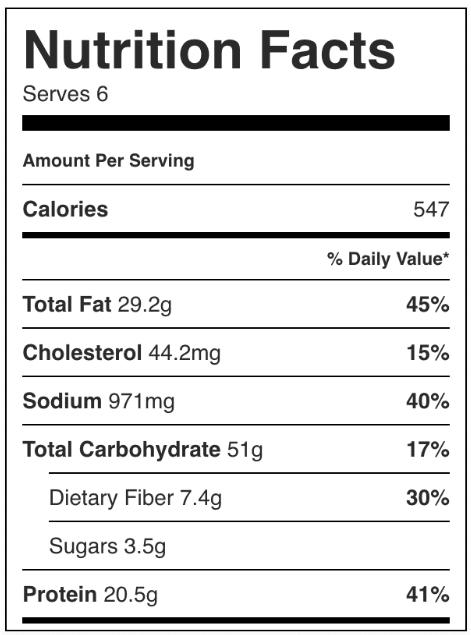 Nutrition Facts
Serves 6
Amount Per Serving
Calories 547
% Daily Value*
Total Fat 29.2g 45%
Cholesterol 44.2mg 15%
Sodium 971mg 40%
Total Carbohydrate 51g 17%
Dietary Fiber 7.4g 30%
Sugars 3.5g
Protein 20.5g 41%